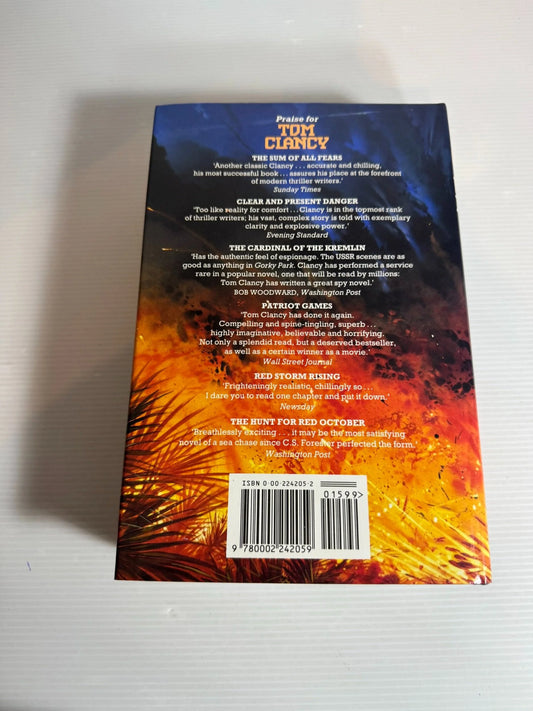 Praise for
TOM
CLANCY
THE SUM OF ALL FEARS
‘Another classic Clancy . . . accurate and chilling,
his most successful book . . . assures his place at the forefront
of modern thriller writers.’
Sunday Times
CLEAR AND PRESENT DANGER
‘Too like reality for comfort . . . Clancy is in the topmost rank
of thriller writers; his vast, complex story is told with exemplary
clarity and explosive power.’
Evening Standard
THE CARDINAL OF THE KREMLIN
‘Has the authentic feel of espionage. The USSR scenes are as
good as anything in Gorky Park. Clancy has performed a service
rare in a popular novel, one that will be read by millions:
Tom Clancy has written a great spy novel.’
BOB WOODWARD, Washington Post
PATRIOT GAMES
‘Tom Clancy has done it again.
Compelling and spine-tingling, superb . . .
highly imaginative, believable and horrifying.
Not only a splendid read, but a deserved bestseller,
as well as a certain winner as a movie.’
Wall Street Journal
RED STORM RISING
‘Frighteningly realistic, chillingly so . . .
I dare you to read one chapter and put it down.’
Newsday
THE HUNT FOR RED OCTOBER
‘Breathlessly exciting . . . it may be the most satisfying
novel of a sea chase since C.S. Forester perfected the form.’
Washington Post
ISBN 0-00-224205-2
01599>
9 780002 242059